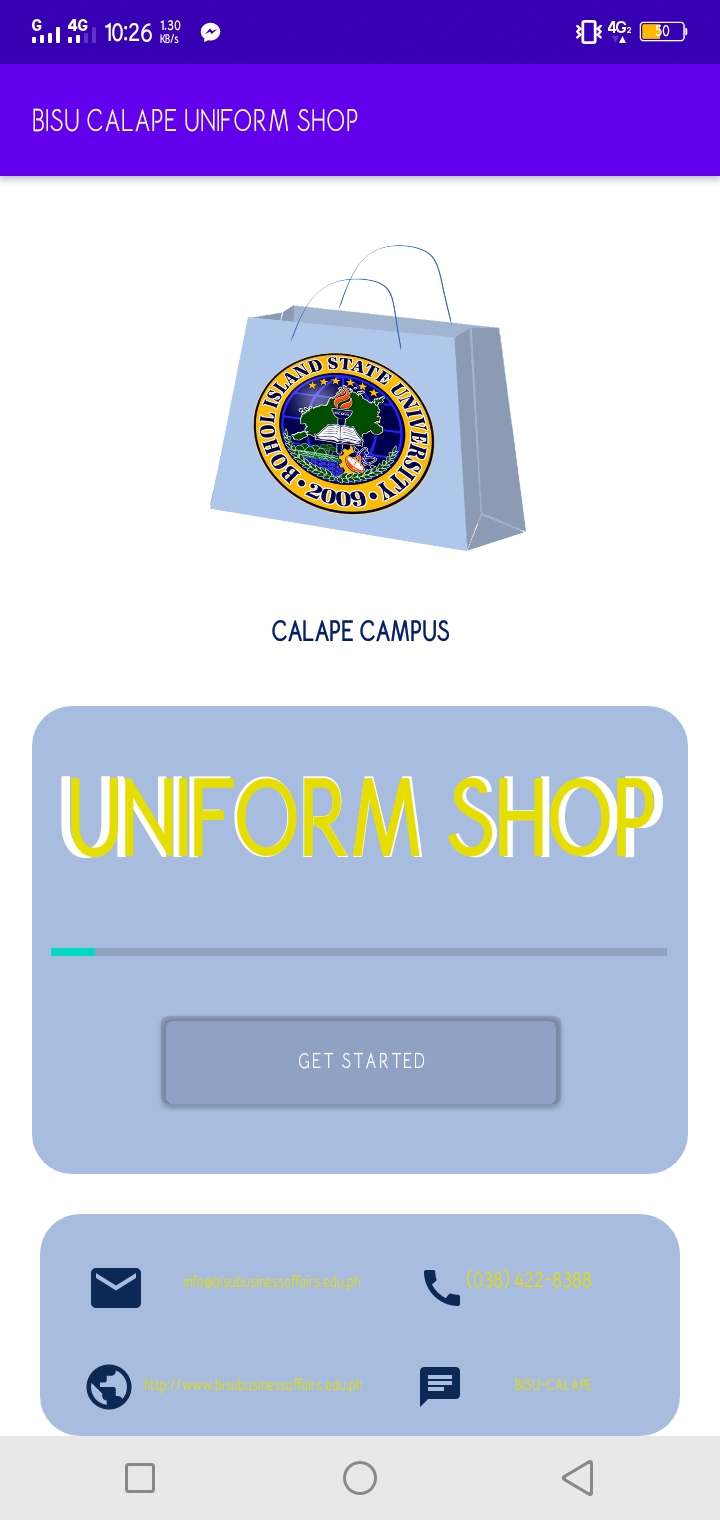 G 4G 10:26 1.30 KB/s 4G2 50
BISU CALAPE UNIFORM SHOP
BOHOL ISLAND STATE UNIVERSITY
• 2009 •
CALAPE CAMPUS
UNIFORM SHOP
GET STARTED
info@bisubusinessaffairs.edu.ph (038) 422-8388
http://www.bisubusinessaffairs.edu.ph BISU-CALAPE